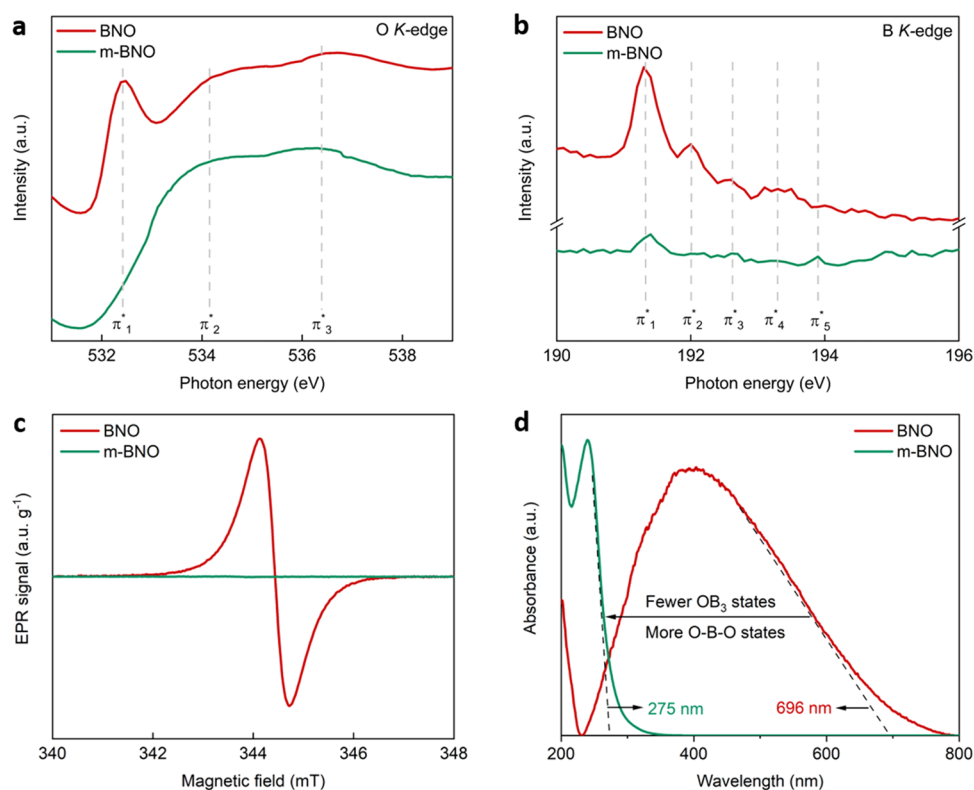 a
BNO
m-BNO
O K-edge
Intensity (a.u.)
π*1
π*2
π*3
532
534
536
538
Photon energy (eV)
b
BNO
m-BNO
B K-edge
Intensity (a.u.)
π*1
π*2
π*3
π*4
π*5
190
192
194
196
Photon energy (eV)
c
BNO
m-BNO
EPR signal (a.u. g⁻¹)
340
342
344
346
348
Magnetic field (mT)
d
BNO
m-BNO
Absorbance (a.u.)
Fewer OB₃ states
More O-B-O states
275 nm
696 nm
200
400
600
800
Wavelength (nm)